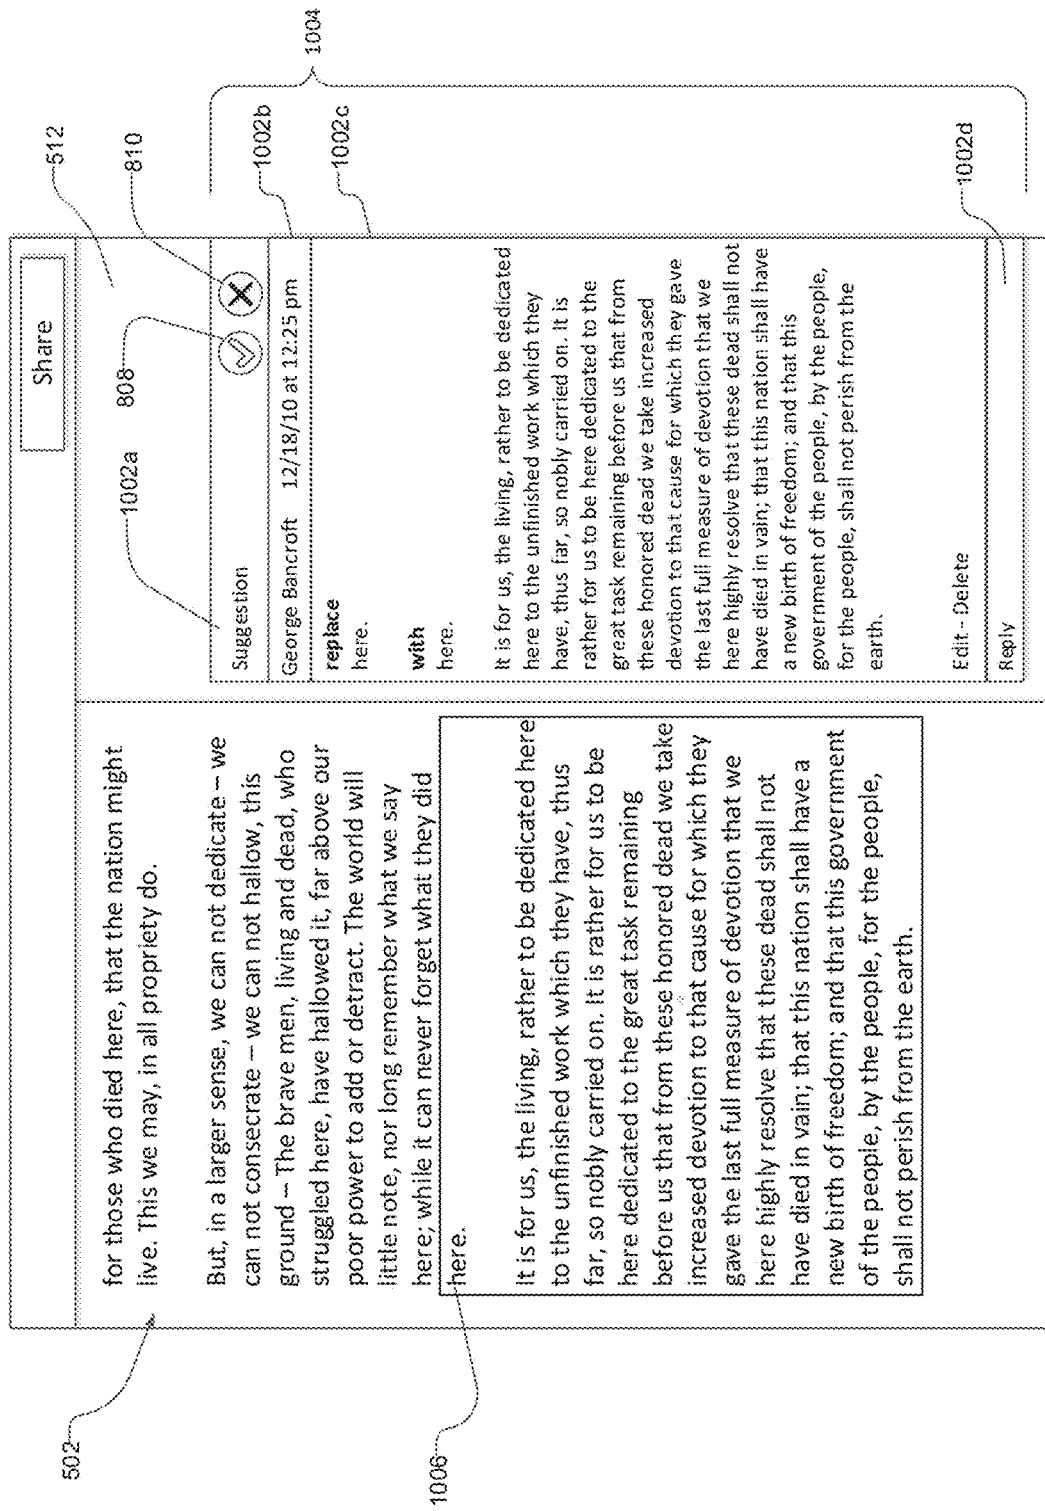 Share
512
1002a
808
810
1002b
1002c
1004
1002d
502
1006
for those who died here, that the nation might
live. This we may, in all propriety do.
But, in a larger sense, we can not dedicate – we
can not consecrate – we can not hallow, this
ground – The brave men, living and dead, who
struggled here, have hallowed it, far above our
poor power to add or detract. The world will
little note, nor long remember what we say
here; while it can never forget what they did
here.
It is for us, the living, rather to be dedicated here
to the unfinished work which they have, thus
far, so nobly carried on. It is rather for us to be
here dedicated to the great task remaining
before us that from these honored dead we take
increased devotion to that cause for which they
gave the last full measure of devotion that we
here highly resolve that these dead shall not
have died in vain; that this nation shall have a
new birth of freedom; and that this government
of the people, by the people, for the people,
shall not perish from the earth.
Suggestion
George Bancroft 12/18/10 at 12:25 pm
replace
here.
with
here.
It is for us, the living, rather to be dedicated
here to the unfinished work which they
have, thus far, so nobly carried on. It is
rather for us to be here dedicated to the
great task remaining before us that from
these honored dead we take increased
devotion to that cause for which they gave
the last full measure of devotion that we
here highly resolve that these dead shall not
have died in vain; that this nation shall have
a new birth of freedom; and that this
government of the people, by the people,
for the people, shall not perish from the
earth.
Edit - Delete
Reply